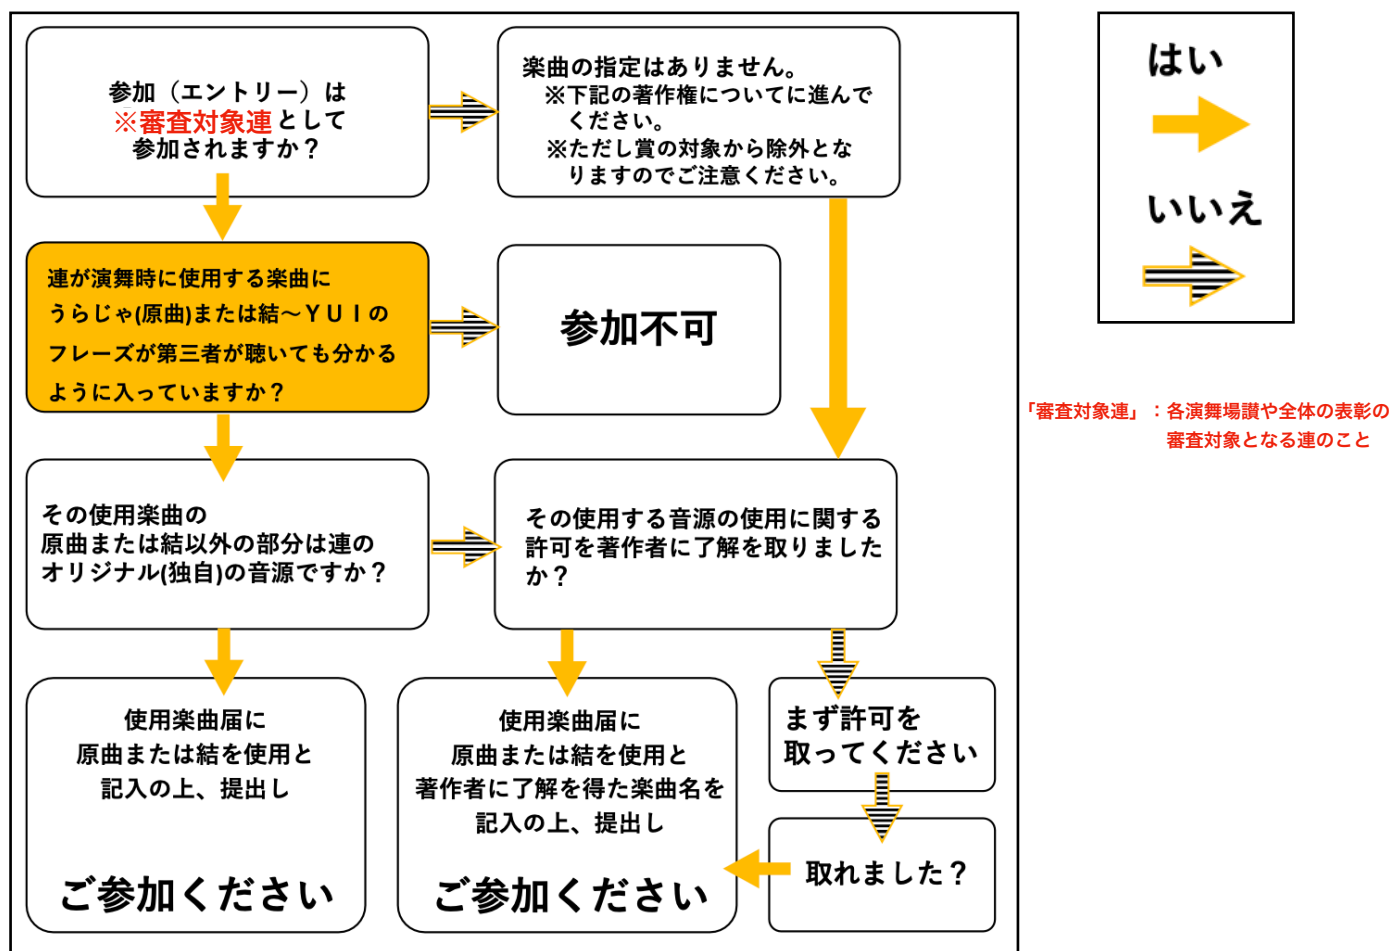 参加（エントリー）は
※審査対象連として
参加されますか？
楽曲の指定はありません。
※下記の著作権についてに進んで
ください。
※ただし賞の対象から除外とな
りますのでご注意ください。
はい
いいえ
連が演舞時に使用する楽曲に
うらじゃ(原曲)または結～ＹＵＩの
フレーズが第三者が聴いても分かる
ように入っていますか？
参加不可
「審査対象連」：各演舞場讃や全体の表彰の
審査対象となる連のこと
その使用楽曲の
原曲または結以外の部分は連の
オリジナル(独自)の音源ですか？
その使用する音源の使用に関する
許可を著作者に了解を取りました
か？
使用楽曲届に
原曲または結を使用と
記入の上、提出し
ご参加ください
使用楽曲届に
原曲または結を使用と
著作者に了解を得た楽曲名を
記入の上、提出し
ご参加ください
まず許可を
取ってください
取れました？